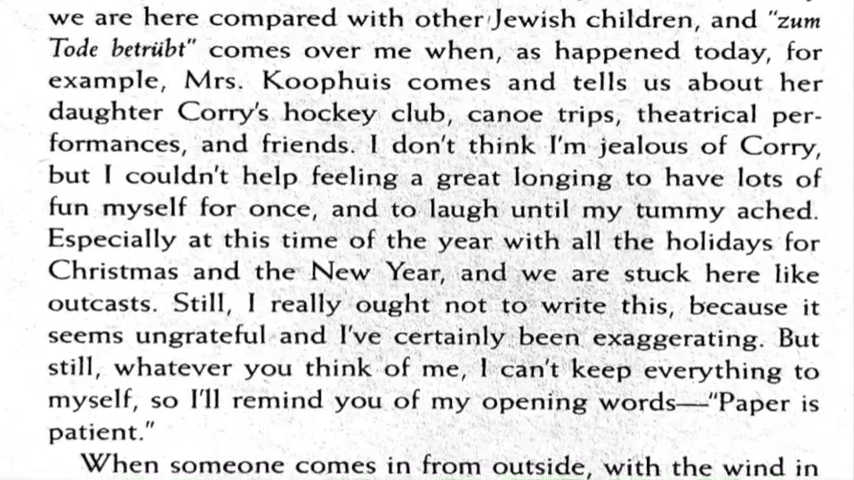 we are here compared with other Jewish children, and "zum
Tode betrübt" comes over me when, as happened today, for
example, Mrs. Koophuis comes and tells us about her
daughter Corry's hockey club, canoe trips, theatrical per-
formances, and friends. I don't think I'm jealous of Corry,
but I couldn't help feeling a great longing to have lots of
fun myself for once, and to laugh until my tummy ached.
Especially at this time of the year with all the holidays for
Christmas and the New Year, and we are stuck here like
outcasts. Still, I really ought not to write this, because it
seems ungrateful and I've certainly been exaggerating. But
still, whatever you think of me, I can't keep everything to
myself, so I'll remind you of my opening words—"Paper is
patient."
When someone comes in from outside, with the wind in